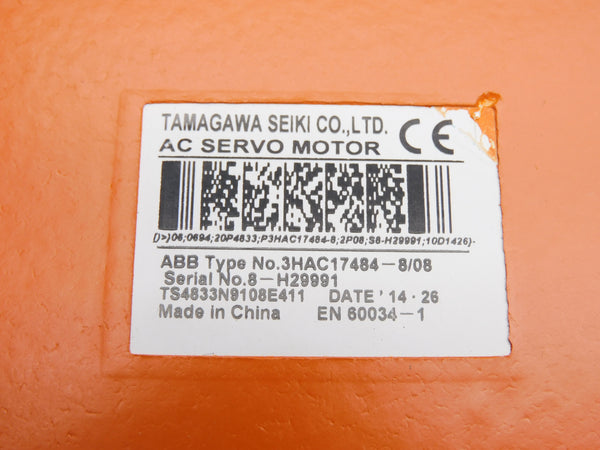 TAMAGAWA SEIKI CO.,LTD. CE
AC SERVO MOTOR
[)>}06;0694;20P4833;P3HAC17484-8;2P08;S8-H29991;10D1426}-
ABB Type No.3HAC17484-8/08
Serial No.8-H29991
TS4833N9108E411 DATE '14·26
Made in China EN 60034-1